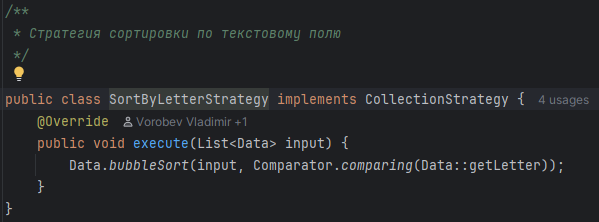 /**
 * Стратегия сортировки по текстовому полю
 */
public class SortByLetterStrategy implements CollectionStrategy { 4 usages
    @Override Vorobev Vladimir +1
    public void execute(List<Data> input) {
        Data.bubbleSort(input, Comparator.comparing(Data::getLetter));
    }
}